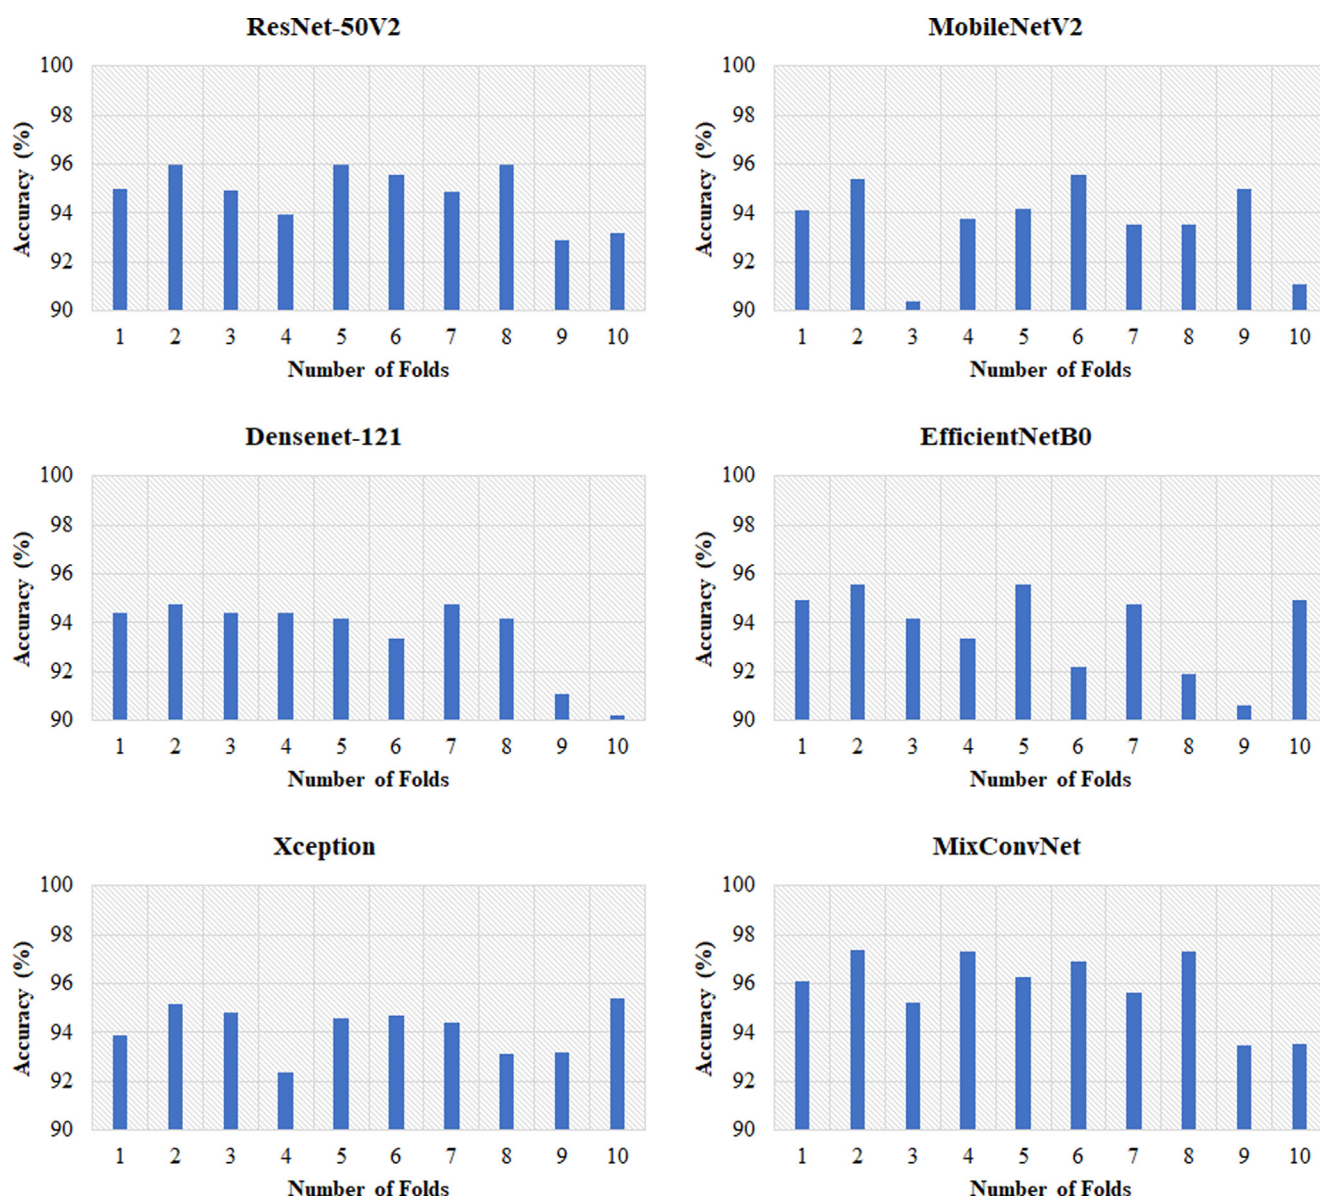 ResNet-50V2
100
98
96
94
92
90
Accuracy (%)
1 2 3 4 5 6 7 8 9 10
Number of Folds
MobileNetV2
100
98
96
94
92
90
Accuracy (%)
1 2 3 4 5 6 7 8 9 10
Number of Folds
Densenet-121
100
98
96
94
92
90
Accuracy (%)
1 2 3 4 5 6 7 8 9 10
Number of Folds
EfficientNetB0
100
98
96
94
92
90
Accuracy (%)
1 2 3 4 5 6 7 8 9 10
Number of Folds
Xception
100
98
96
94
92
90
Accuracy (%)
1 2 3 4 5 6 7 8 9 10
Number of Folds
MixConvNet
100
98
96
94
92
90
Accuracy (%)
1 2 3 4 5 6 7 8 9 10
Number of Folds